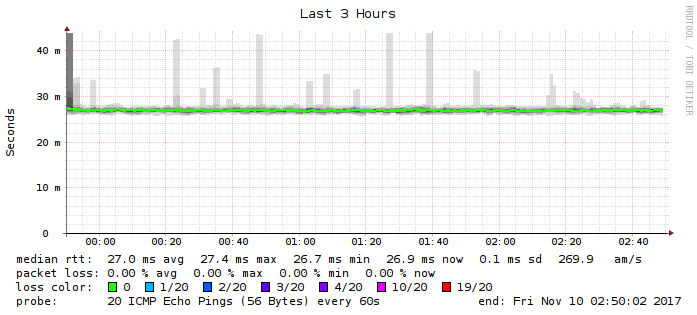 Last 3 Hours
RRDTOOL / TOBI OETIKER
Seconds
40 m
30 m
20 m
10 m
0
00:00 00:20 00:40 01:00 01:20 01:40 02:00 02:20 02:40
median rtt: 27.0 ms avg 27.4 ms max 26.7 ms min 26.9 ms now 0.1 ms sd 269.9 am/s
packet loss: 0.00 % avg 0.00 % max 0.00 % min 0.00 % now
loss color: 0 1/20 2/20 3/20 4/20 10/20 19/20
probe: 20 ICMP Echo Pings (56 Bytes) every 60s end: Fri Nov 10 02:50:02 2017